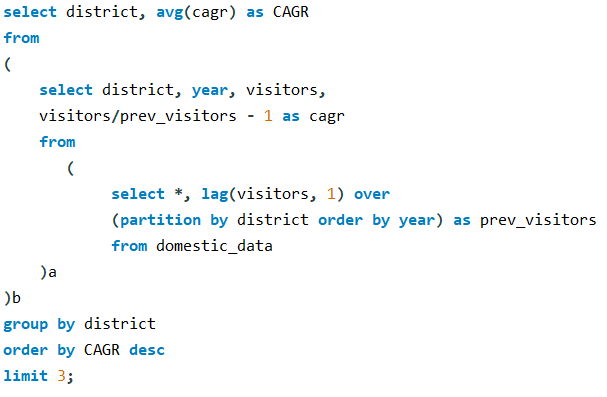 select district, avg(cagr) as CAGR
from
(
select district, year, visitors,
visitors/prev_visitors - 1 as cagr
from
(
select *, lag(visitors, 1) over
(partition by district order by year) as prev_visitors
from domestic_data
)a
)b
group by district
order by CAGR desc
limit 3;